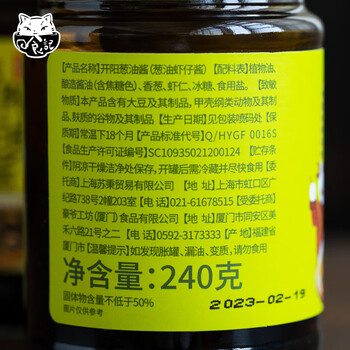 食记
[产品名称]开阳葱油酱(葱油虾仔酱)[配料表]植物油、
酿造酱油(含焦糖色)、香葱、虾仁、冰糖、食用盐。[致敏
物质]本产品含有大豆及其制品,甲壳纲类动物及其制
品,麸质的谷物及其制品[生产日期]见包装喷码处[保
质期]常温下18个月[产品标准代号]Q/HYGF 0016S
[食品生产许可证编号]SC10935021200124 [贮存条
件]阴凉干燥洁净处保存,开罐后需冷藏并尽快食用[委
托商]上海苏秉贸易有限公司[地 址]上海市虹口区广
纪路738号2幢203室[电 话]021-61678515[受委托商]
豪爷工坊(厦门)食品有限公司[地 址]厦门市同安区美
禾六路21号之二[电 话]0592-3173333[产 地]福建省
厦门市[温馨提示]如发现胀罐、漏油、变质,请勿食用
净含量:240克
固体物含量不低于50%
图片仅供参考
2023-02-19